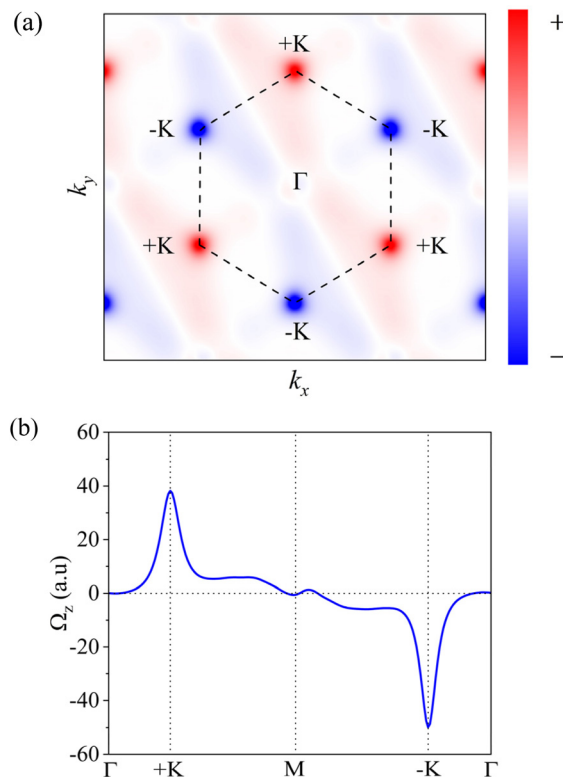 (a)
+
+K
-K
-K
Γ
k_y
+K
+K
-K
k_x
−
(b)
60
40
20
0
-20
-40
-60
Ω_z (a.u)
Γ
+K
M
-K
Γ